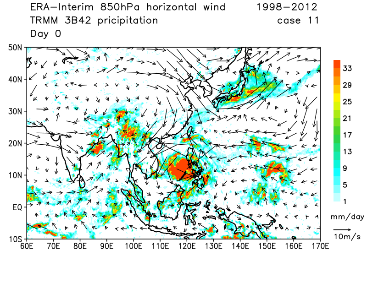 ERA-Interim 850hPa horizontal wind 1998-2012
TRMM 3B42 precipitation case 11
Day 0
50N
40N
30N
20N
10N
EQ
10S
60E 70E 80E 90E 100E 110E 120E 130E 140E 150E 160E 170E
33
29
25
21
17
13
9
5
1
mm/day
10m/s